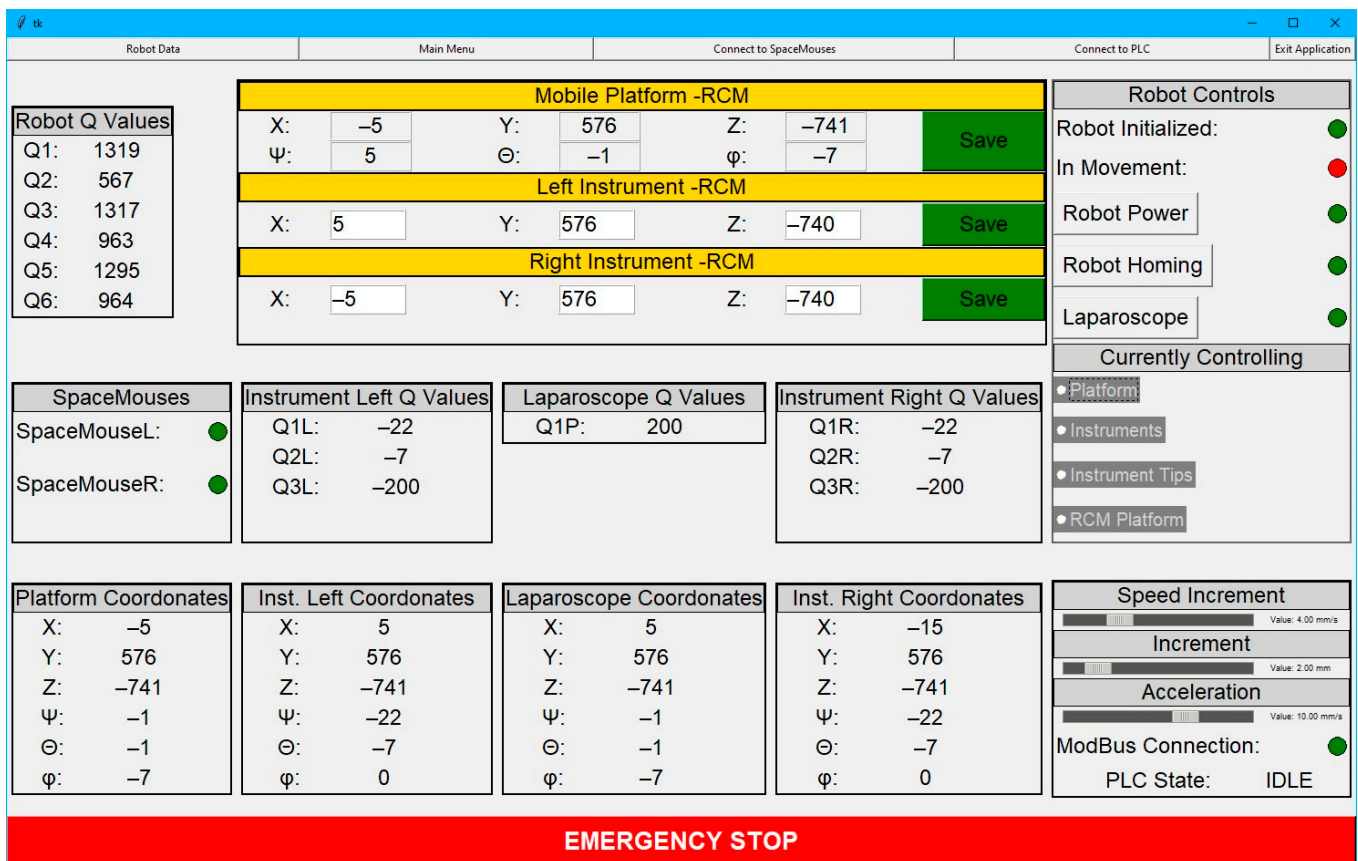 tk
Robot Data Main Menu Connect to SpaceMouses Connect to PLC Exit Application
Robot Q Values
Q1: 1319
Q2: 567
Q3: 1317
Q4: 963
Q5: 1295
Q6: 964
Mobile Platform -RCM
X: –5 Y: 576 Z: –741 Save
Ψ: 5 Θ: –1 φ: –7
Left Instrument -RCM
X: 5 Y: 576 Z: –740 Save
Right Instrument -RCM
X: –5 Y: 576 Z: –740 Save
Robot Controls
Robot Initialized:
In Movement:
Robot Power
Robot Homing
Laparoscope
Currently Controlling
Platform
Instruments
Instrument Tips
RCM Platform
SpaceMouses
SpaceMouseL:
SpaceMouseR:
Instrument Left Q Values
Q1L: –22
Q2L: –7
Q3L: –200
Laparoscope Q Values
Q1P: 200
Instrument Right Q Values
Q1R: –22
Q2R: –7
Q3R: –200
Platform Coordonates
X: –5
Y: 576
Z: –741
Ψ: –1
Θ: –1
φ: –7
Inst. Left Coordonates
X: 5
Y: 576
Z: –741
Ψ: –22
Θ: –7
φ: 0
Laparoscope Coordonates
X: 5
Y: 576
Z: –741
Ψ: –1
Θ: –1
φ: –7
Inst. Right Coordonates
X: –15
Y: 576
Z: –741
Ψ: –22
Θ: –7
φ: 0
Speed Increment
Value: 4.00 mm/s
Increment
Value: 2.00 mm
Acceleration
Value: 10.00 mm/s
ModBus Connection:
PLC State: IDLE
EMERGENCY STOP